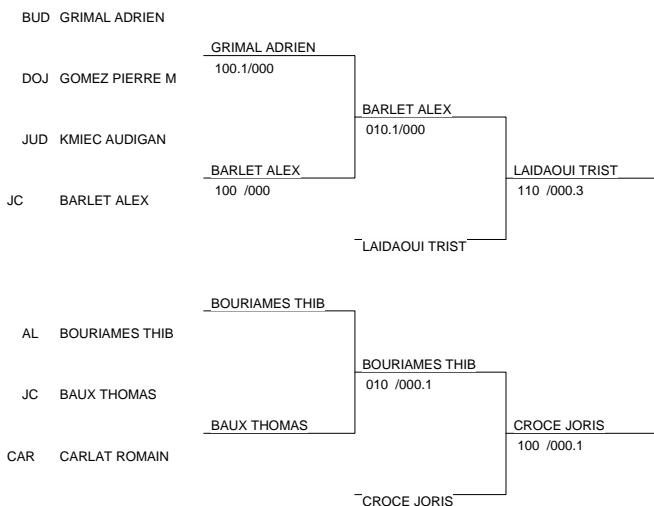 BUD GRIMAL ADRIEN
GRIMAL ADRIEN
100.1/000
DOJ GOMEZ PIERRE M
BARLET ALEX
010.1/000
JUD KMIEC AUDIGAN
BARLET ALEX
100 /000
LAIDAOUI TRIST
110 /000.3
JC BARLET ALEX
LAIDAOUI TRIST
BOURIAMES THIB
AL BOURIAMES THIB
BOURIAMES THIB
010 /000.1
JC BAUX THOMAS
BAUX THOMAS
CROCE JORIS
100 /000.1
CAR CARLAT ROMAIN
CROCE JORIS